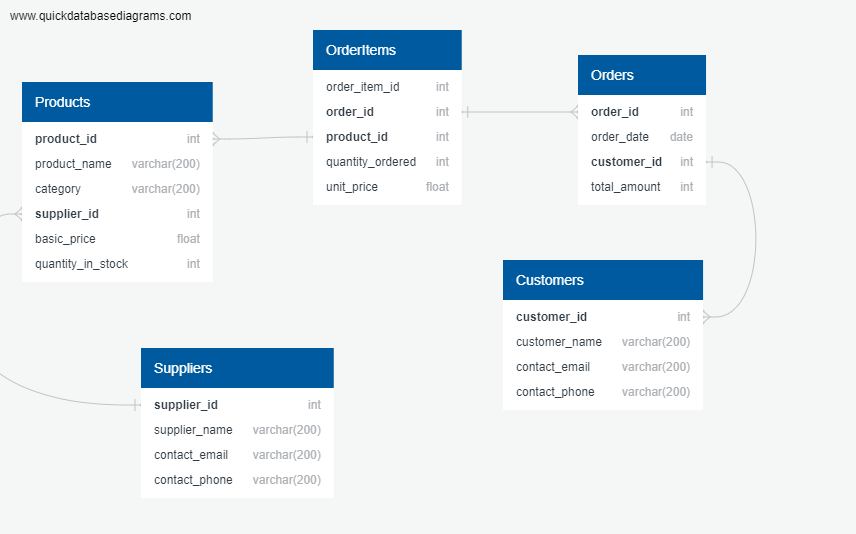 www.quickdatabasediagrams.com
Products
product_id int
product_name varchar(200)
category varchar(200)
supplier_id int
basic_price float
quantity_in_stock int
OrderItems
order_item_id int
order_id int
product_id int
quantity_ordered int
unit_price float
Orders
order_id int
order_date date
customer_id int
total_amount int
Customers
customer_id int
customer_name varchar(200)
contact_email varchar(200)
contact_phone varchar(200)
Suppliers
supplier_id int
supplier_name varchar(200)
contact_email varchar(200)
contact_phone varchar(200)